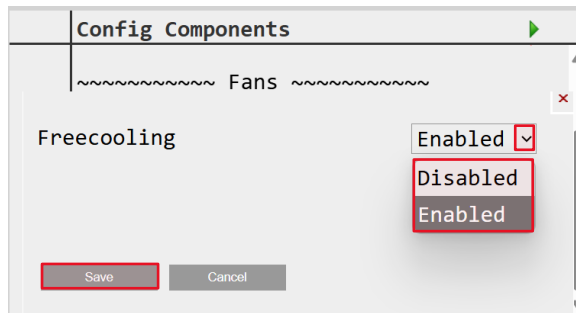 Config Components
~~~~~~~~~~~ Fans ~~~~~~~~~~~
Freecooling Enabled
Disabled
Enabled
Save Cancel